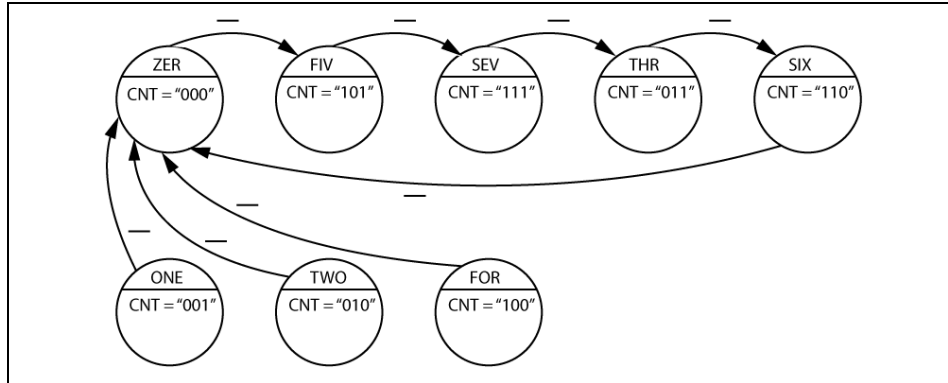 — — — —
ZER FIV SEV THR SIX
CNT = “000” CNT = “101” CNT = “111” CNT = “011” CNT = “110”
—
—
— —
ONE TWO FOR
CNT = “001” CNT = “010” CNT = “100”